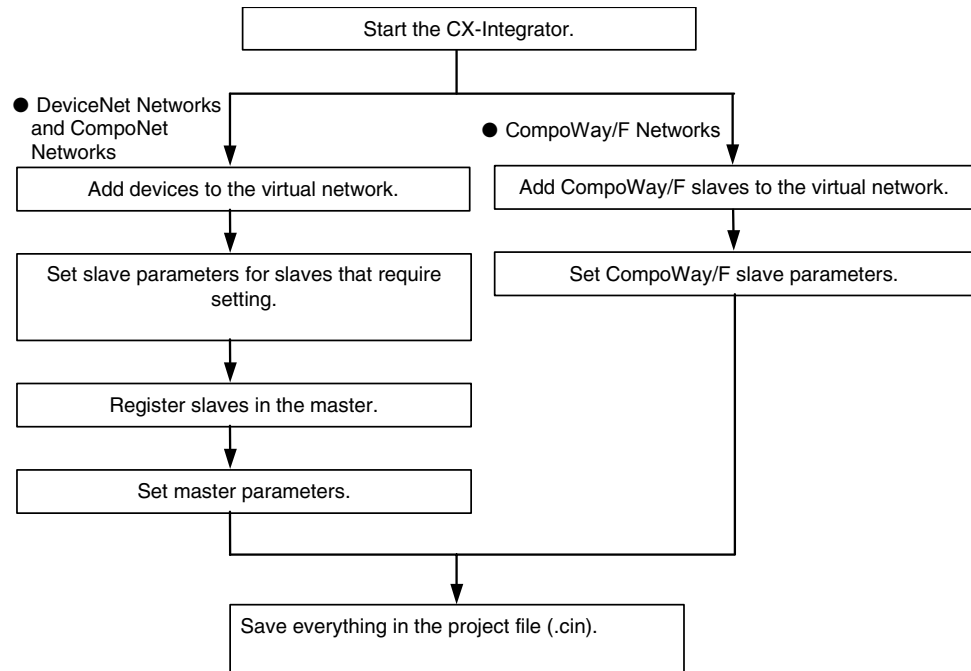 Start the CX-Integrator.
● DeviceNet Networks
and CompoNet
Networks
Add devices to the virtual network.
Set slave parameters for slaves that require
setting.
Register slaves in the master.
Set master parameters.
● CompoWay/F Networks
Add CompoWay/F slaves to the virtual network.
Set CompoWay/F slave parameters.
Save everything in the project file (.cin).